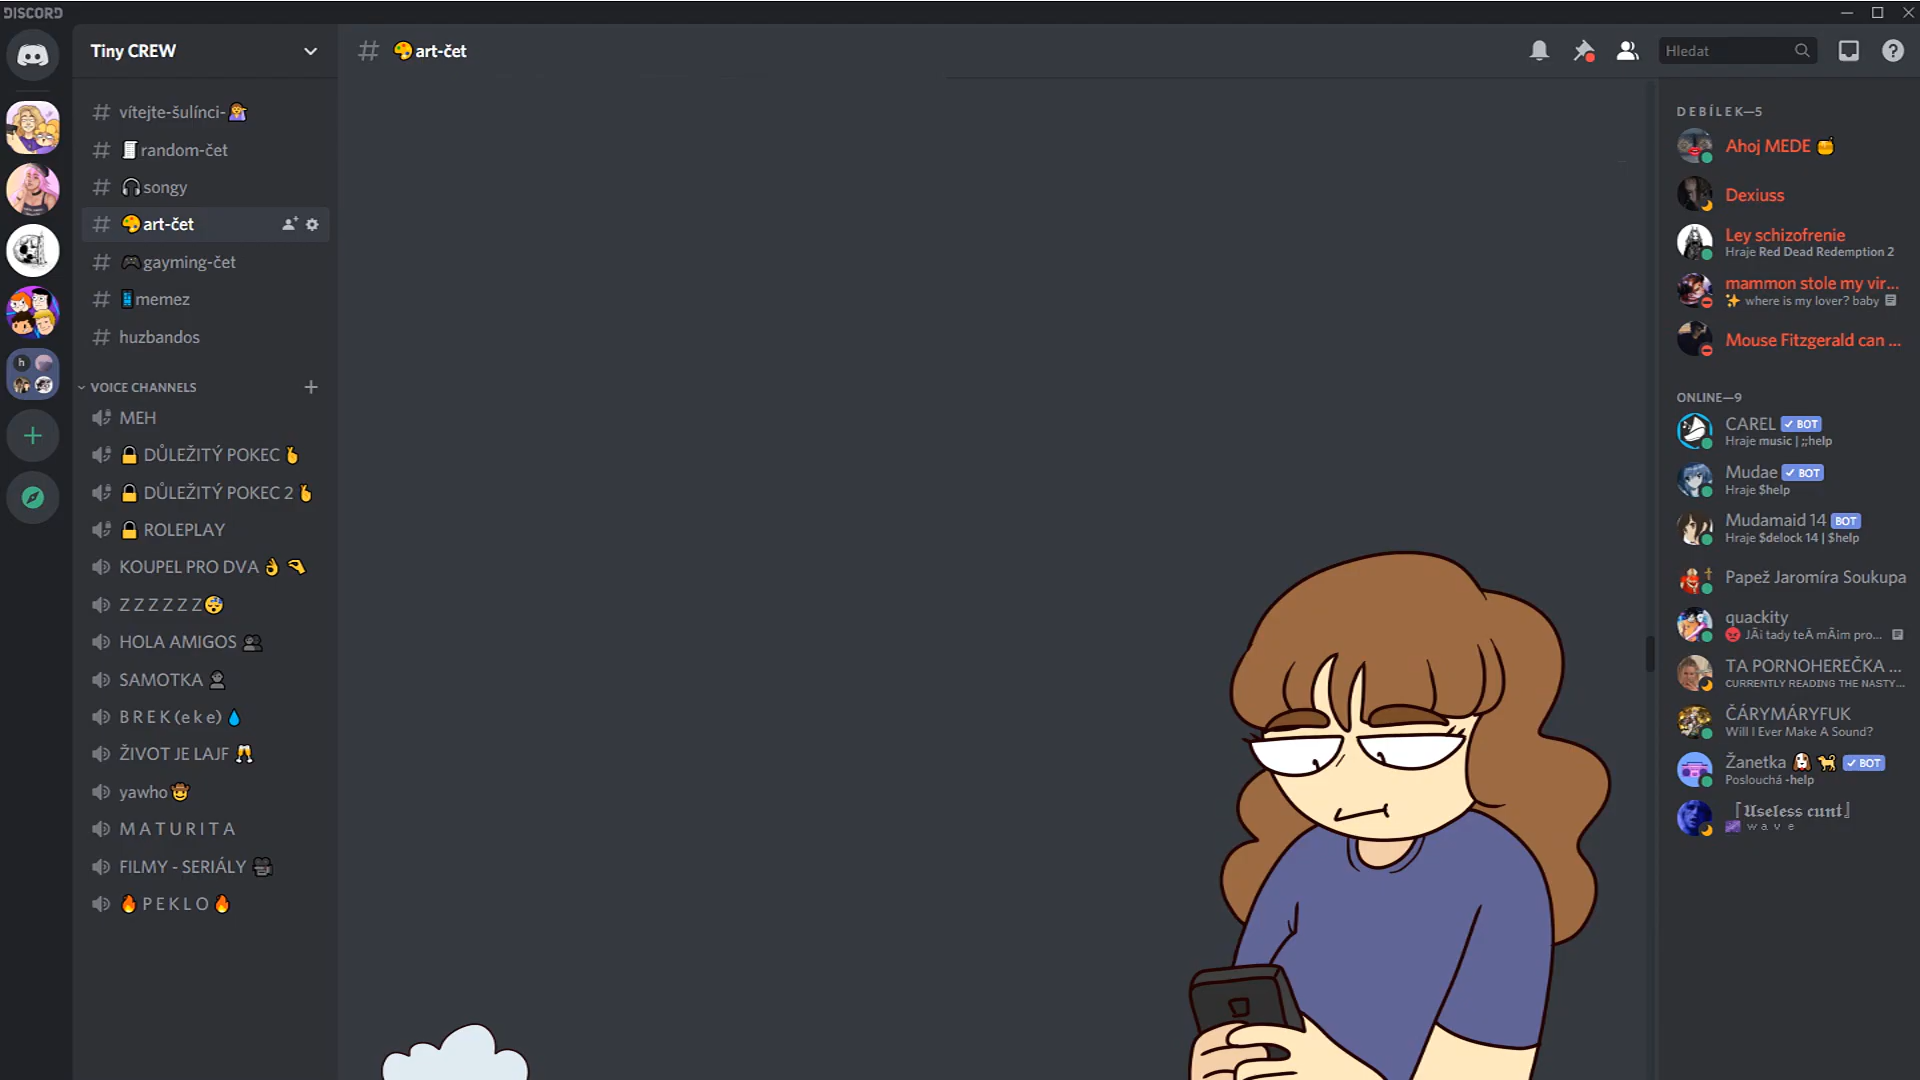 DISCORD
Tiny CREW
art-čet
Hledat
vítejte-šulínci-
random-čet
songy
art-čet
gayming-čet
memez
huzbandos
VOICE CHANNELS
MEH
DŮLEŽITÝ POKEC
DŮLEŽITÝ POKEC 2
ROLEPLAY
KOUPEL PRO DVA
Z Z Z Z Z Z
HOLA AMIGOS
SAMOTKA
B R E K (e k e)
ŽIVOT JE LAJF
yawho
M A T U R I T A
FILMY - SERIÁLY
P E K L O
D E B Í L E K—5
Ahoj MEDE
Dexiuss
Ley schizofrenie
Hraje Red Dead Redemption 2
mammon stole my vir...
where is my lover? baby
Mouse Fitzgerald can ...
ONLINE—9
CAREL BOT
Hraje music | ;;help
Mudae BOT
Hraje $help
Mudamaid 14 BOT
Hraje $delock 14 | $help
Papež Jaromíra Soukupa
quackity
JÃi tady teÄ mÃim pro...
TA PORNOHEREČKA ...
CURRENTLY READING THE NASTY...
ČÁRYMÁRYFUK
Will I Ever Make A Sound?
Žanetka BOT
Poslouchá -help
『𝖀𝖘𝖊𝖑𝖊𝖘𝖘 𝖈𝖚𝖓𝖙』
w a v e
h